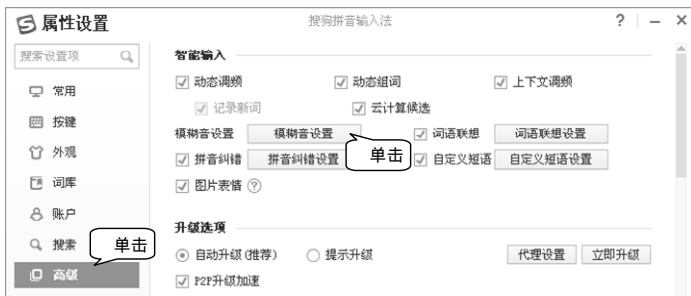 属性设置
搜狗拼音输入法
?
搜索设置项
常用
按键
外观
词库
账户
搜索
高级
单击
智能输入
动态调频 动态组词 上下文调频
记录新词 云计算候选
模糊音设置 模糊音设置 词语联想 词语联想设置
单击
拼音纠错 拼音纠错设置 自定义短语 自定义短语设置
图片表情 ?
升级选项
自动升级(推荐) 提示升级 代理设置 立即升级
P2P升级加速